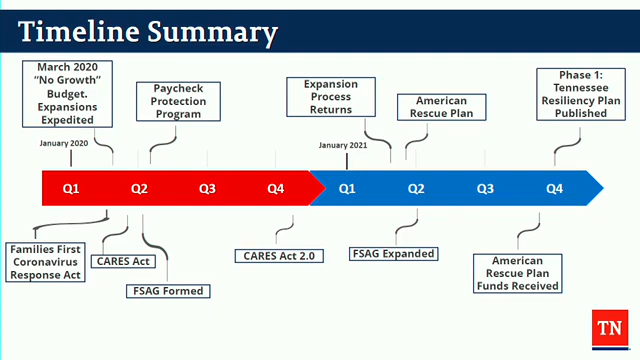 Timeline Summary
March 2020
“No Growth”
Budget.
Expansions
Expedited
Paycheck
Protection
Program
Expansion
Process
Returns
American
Rescue Plan
Phase 1:
Tennessee
Resiliency Plan
Published
January 2020
January 2021
Q1
Q2
Q3
Q4
Q1
Q2
Q3
Q4
Families First
Coronavirus
Response Act
CARES Act
FSAG Formed
CARES Act 2.0
FSAG Expanded
American
Rescue Plan
Funds Received
TN